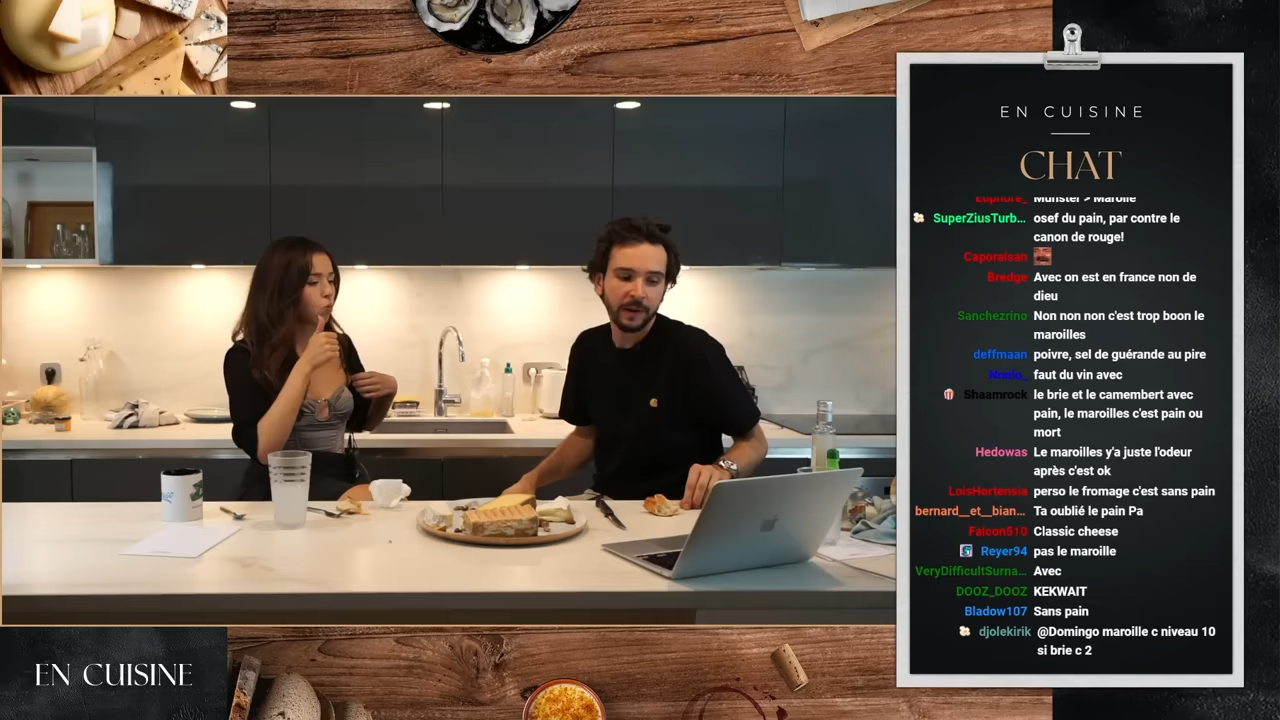 EN CUISINE
CHAT
Euphore_ Munster > Marolle
SuperZiusTurb... osef du pain, par contre le
canon de rouge!
Caporalsan
Bredge Avec on est en france non de
dieu
Sanchezrino Non non non c'est trop boon le
maroilles
deffmaan poivre, sel de guérande au pire
faut du vin avec
Shaamrock le brie et le camembert avec
pain, le maroilles c'est pain ou
mort
Hedowas Le maroilles y'a juste l'odeur
après c'est ok
LoisHortensia perso le fromage c'est sans pain
bernard__et__bian... Ta oublié le pain Pa
Falcon510 Classic cheese
Reyer94 pas le maroille
VeryDifficultSurna... Avec
DOOZ_DOOZ KEKWAIT
Bladow107 Sans pain
djolekirik @Domingo maroille c niveau 10
si brie c 2
EN CUISINE